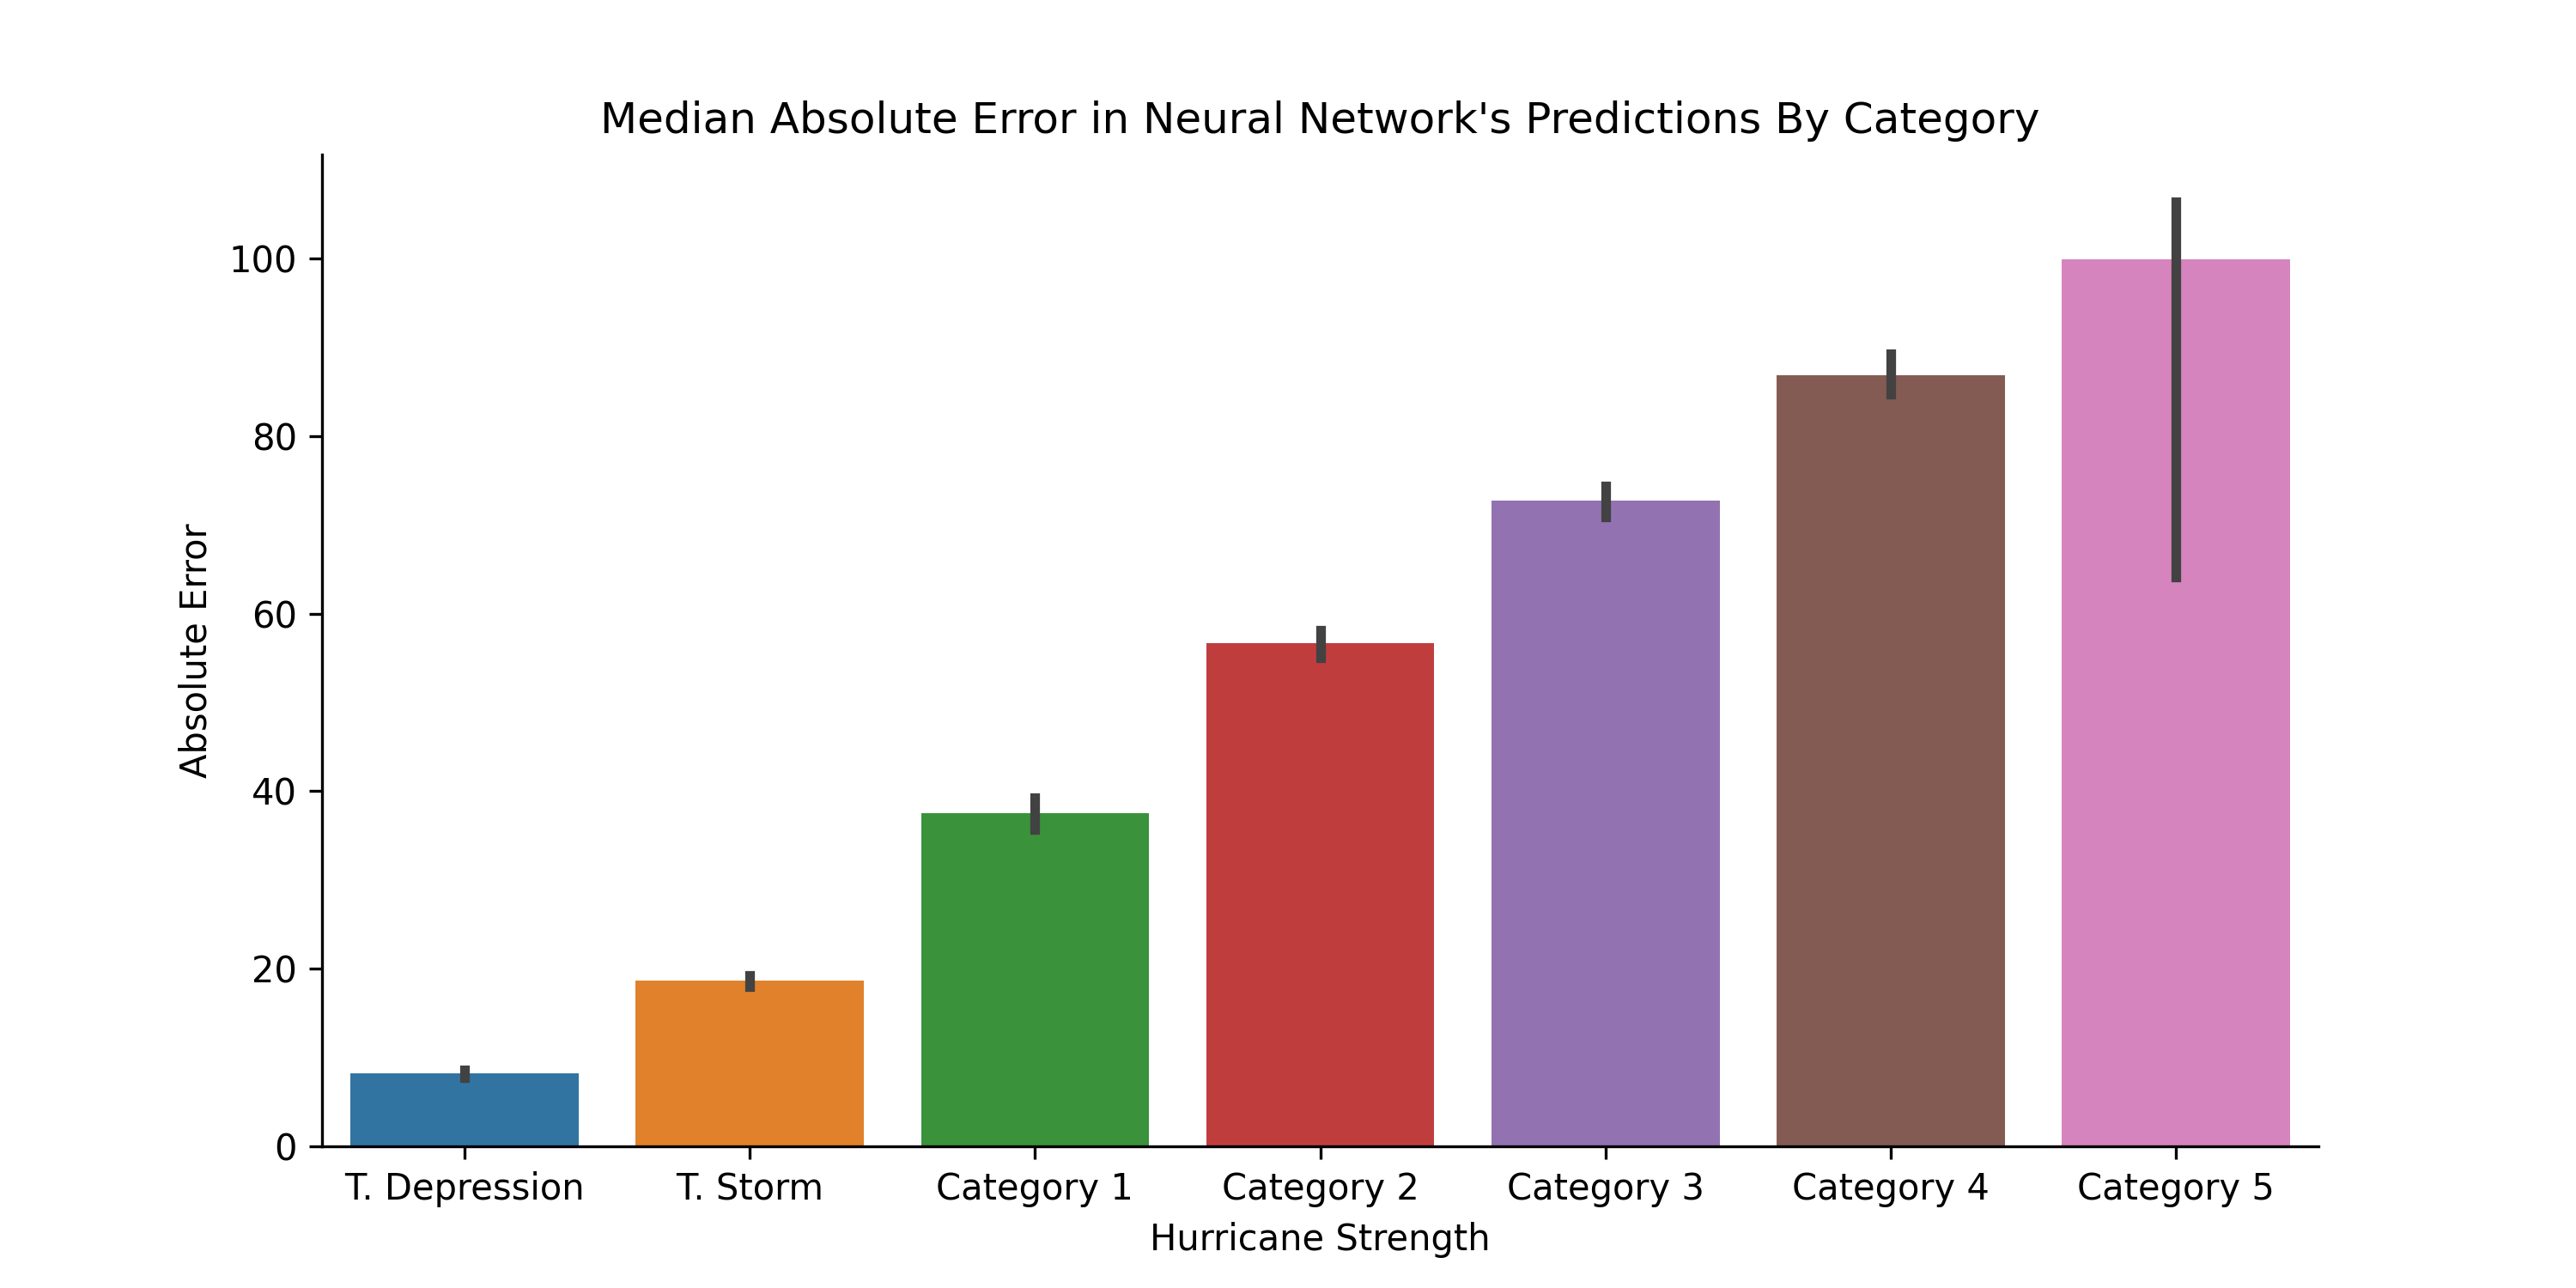 Median Absolute Error in Neural Network's Predictions By Category
100
80
60
40
20
0
Absolute Error
T. Depression T. Storm Category 1 Category 2 Category 3 Category 4 Category 5
Hurricane Strength